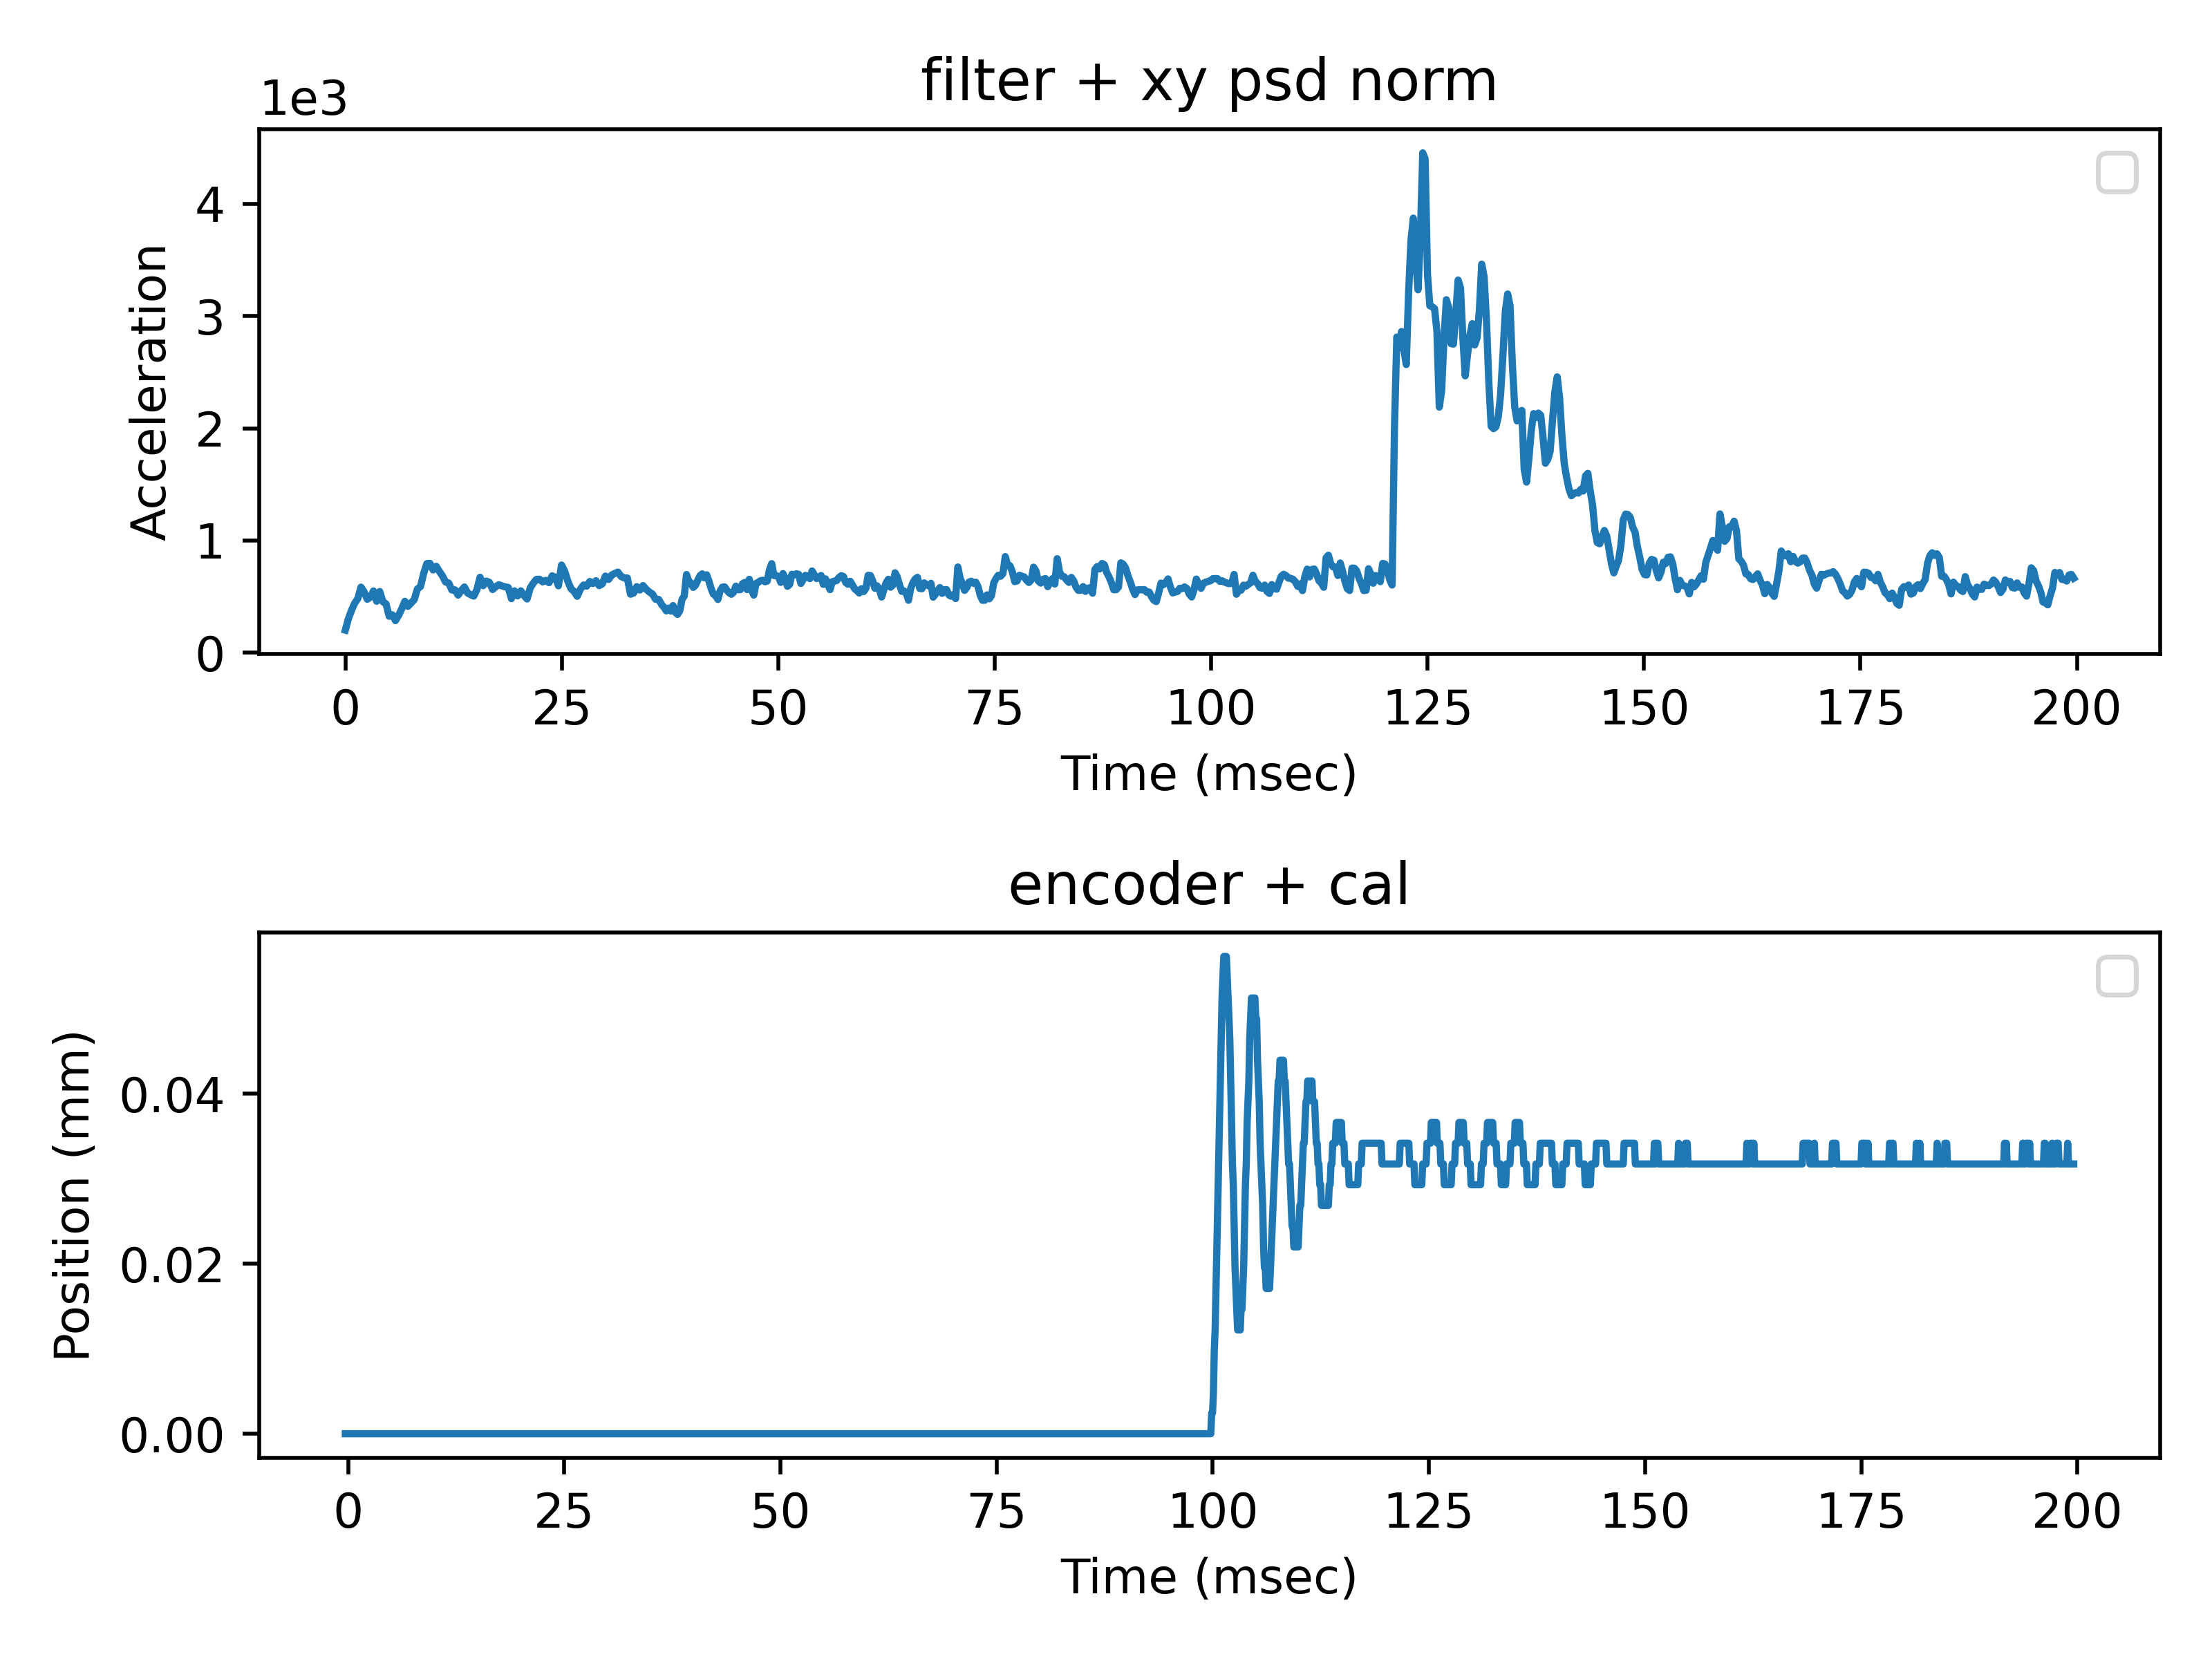 filter + xy psd norm
1e3
4
3
2
1
0
Acceleration
0 25 50 75 100 125 150 175 200
Time (msec)
encoder + cal
0.04
0.02
0.00
Position (mm)
0 25 50 75 100 125 150 175 200
Time (msec)